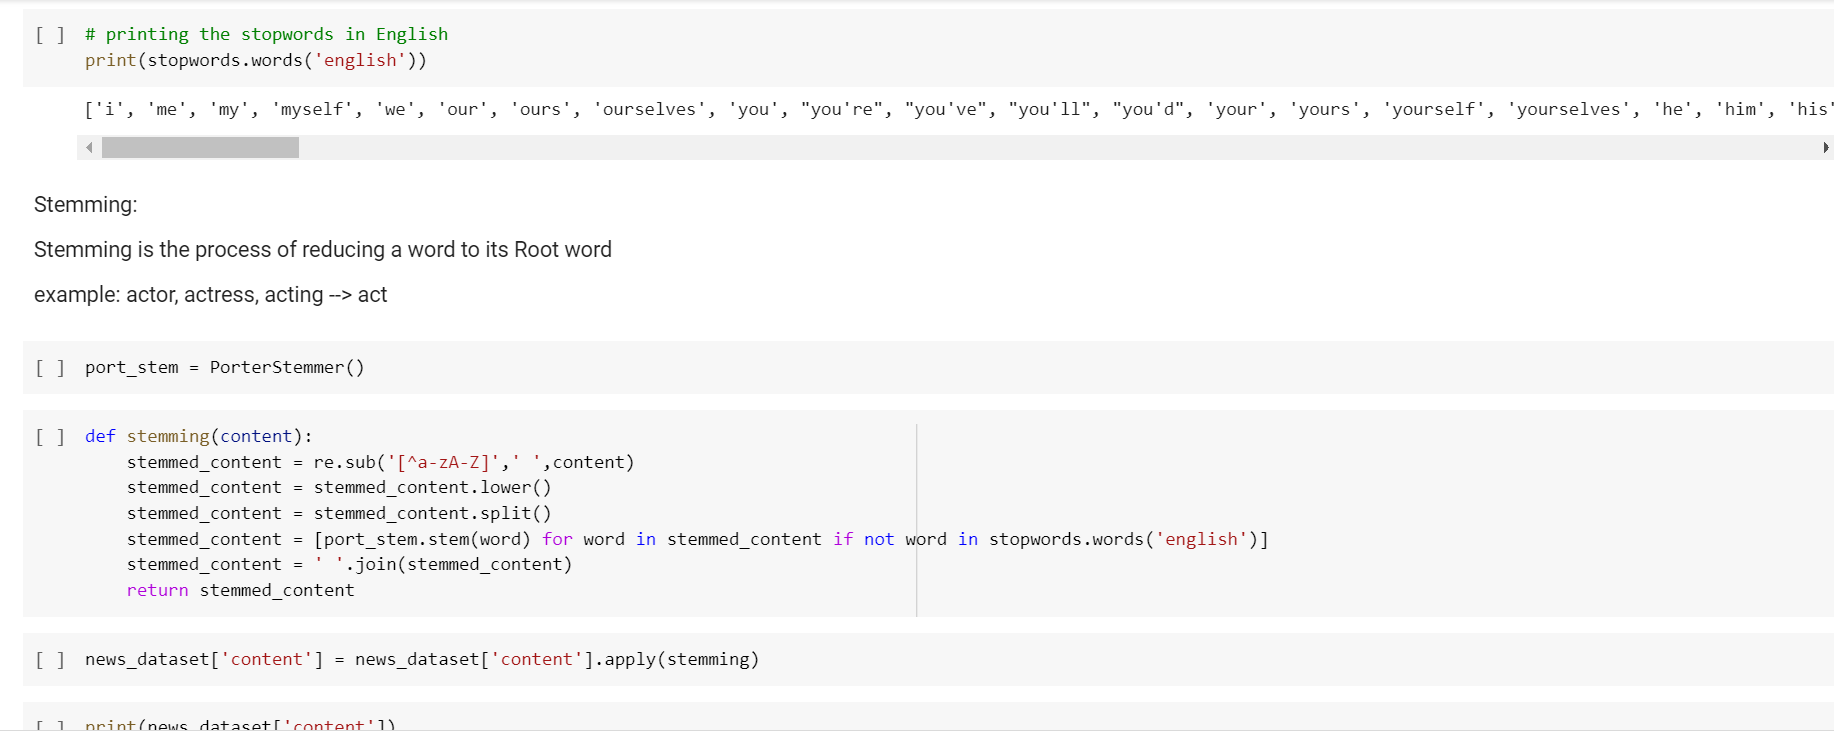 [ ] # printing the stopwords in English
print(stopwords.words('english'))
['i', 'me', 'my', 'myself', 'we', 'our', 'ours', 'ourselves', 'you', "you're", "you've", "you'll", "you'd", 'your', 'yours', 'yourself', 'yourselves', 'he', 'him', 'his'
Stemming:
Stemming is the process of reducing a word to its Root word
example: actor, actress, acting --> act
[ ] port_stem = PorterStemmer()
[ ] def stemming(content):
stemmed_content = re.sub('[^a-zA-Z]',' ',content)
stemmed_content = stemmed_content.lower()
stemmed_content = stemmed_content.split()
stemmed_content = [port_stem.stem(word) for word in stemmed_content if not word in stopwords.words('english')]
stemmed_content = ' '.join(stemmed_content)
return stemmed_content
[ ] news_dataset['content'] = news_dataset['content'].apply(stemming)
[ ] print(news_dataset['content'])